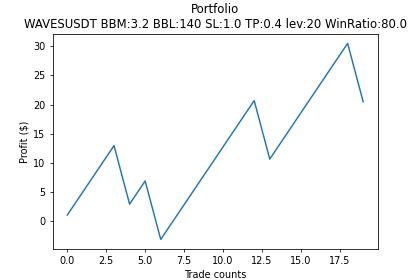 Portfolio
WAVESUSDT BBM:3.2 BBL:140 SL:1.0 TP:0.4 lev:20 WinRatio:80.0
Profit ($)
30
25
20
15
10
5
0
0.0 2.5 5.0 7.5 10.0 12.5 15.0 17.5
Trade counts